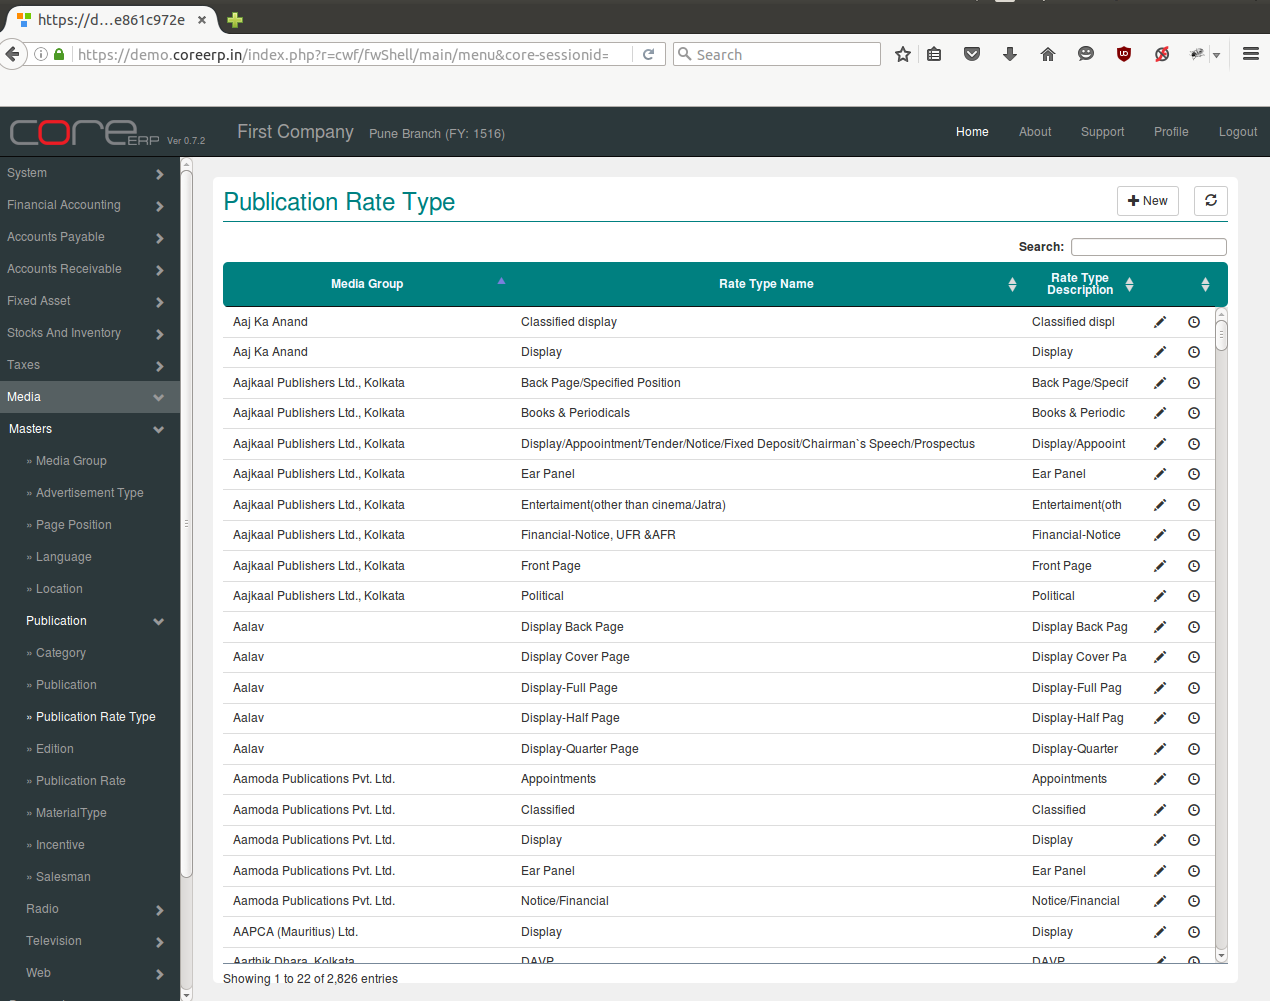 https://d...e861c972e
https://demo.coreerp.in/index.php?r=cwf/fwShell/main/menu&core-sessionid=
Search
core ERP Ver 0.7.2
First Company Pune Branch (FY: 1516)
Home About Support Profile Logout
System
Financial Accounting
Accounts Payable
Accounts Receivable
Fixed Asset
Stocks And Inventory
Taxes
Media
Masters
» Media Group
» Advertisement Type
» Page Position
» Language
» Location
Publication
» Category
» Publication
» Publication Rate Type
» Edition
» Publication Rate
» MaterialType
» Incentive
» Salesman
Radio
Television
Web
Publication Rate Type
New
Search:
Media Group Rate Type Name Rate Type Description
Aaj Ka Anand Classified display Classified displ
Aaj Ka Anand Display Display
Aajkaal Publishers Ltd., Kolkata Back Page/Specified Position Back Page/Specif
Aajkaal Publishers Ltd., Kolkata Books & Periodicals Books & Periodic
Aajkaal Publishers Ltd., Kolkata Display/Appoointment/Tender/Notice/Fixed Deposit/Chairman`s Speech/Prospectus Display/Appooint
Aajkaal Publishers Ltd., Kolkata Ear Panel Ear Panel
Aajkaal Publishers Ltd., Kolkata Entertaiment(other than cinema/Jatra) Entertaiment(oth
Aajkaal Publishers Ltd., Kolkata Financial-Notice, UFR &AFR Financial-Notice
Aajkaal Publishers Ltd., Kolkata Front Page Front Page
Aajkaal Publishers Ltd., Kolkata Political Political
Aalav Display Back Page Display Back Pag
Aalav Display Cover Page Display Cover Pa
Aalav Display-Full Page Display-Full Pag
Aalav Display-Half Page Display-Half Pag
Aalav Display-Quarter Page Display-Quarter
Aamoda Publications Pvt. Ltd. Appointments Appointments
Aamoda Publications Pvt. Ltd. Classified Classified
Aamoda Publications Pvt. Ltd. Display Display
Aamoda Publications Pvt. Ltd. Ear Panel Ear Panel
Aamoda Publications Pvt. Ltd. Notice/Financial Notice/Financial
AAPCA (Mauritius) Ltd. Display Display
Aarthik Dhara, Kolkata DAVP DAVP
Showing 1 to 22 of 2,826 entries